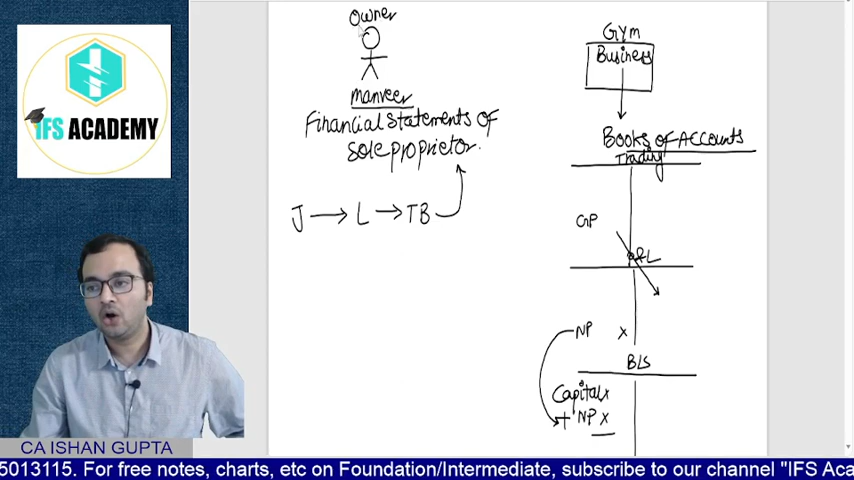 IFS ACADEMY
Owner
manveer
Financial statements of
sole proprietor.
J → L → TB
Gym
Business
Books of Accounts
Trading
GP
P&L
NP x
B/S
Capital x
+ NP x
CA ISHAN GUPTA
5013115. For free notes, charts, etc on Foundation/Intermediate, subscribe to our channel "IFS Aca